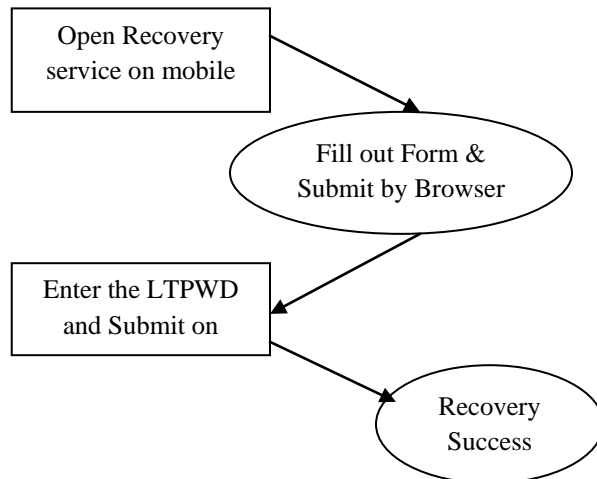 Open Recovery
service on mobile
Fill out Form &
Submit by Browser
Enter the LTPWD
and Submit on
Recovery
Success